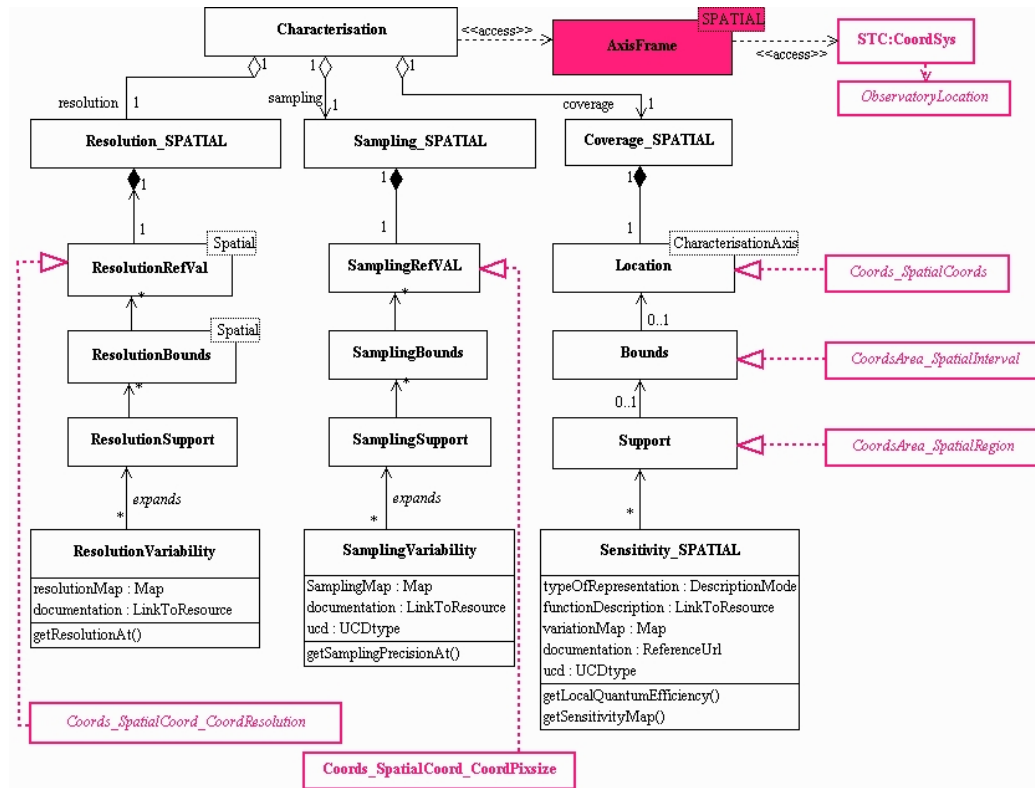 Characterisation
<<access>>
SPATIAL
AxisFrame
<<access>>
STC:CoordSys
ObservatoryLocation
1
1
1
resolution
1
sampling
1
coverage
1
Resolution_SPATIAL
Sampling_SPATIAL
Coverage_SPATIAL
1
1
1
1
1
1
Spatial
ResolutionRefVal
SamplingRefVAL
CharacterisationAxis
Location
Coords_SpatialCoords
*
*
0..1
Spatial
ResolutionBounds
SamplingBounds
Bounds
CoordsArea_SpatialInterval
*
*
0..1
ResolutionSupport
SamplingSupport
Support
CoordsArea_SpatialRegion
expands
expands
*
*
*
ResolutionVariability
resolutionMap : Map
documentation : LinkToResource
getResolutionAt()
SamplingVariability
SamplingMap : Map
documentation : LinkToResource
ucd : UCDtype
getSamplingPrecisionAt()
Sensitivity_SPATIAL
typeOfRepresentation : DescriptionMode
functionDescription : LinkToResource
variationMap : Map
documentation : ReferenceUrl
ucd : UCDtype
getLocalQuantumEfficiency()
getSensitivityMap()
Coords_SpatialCoord_CoordResolution
Coords_SpatialCoord_CoordPixsize